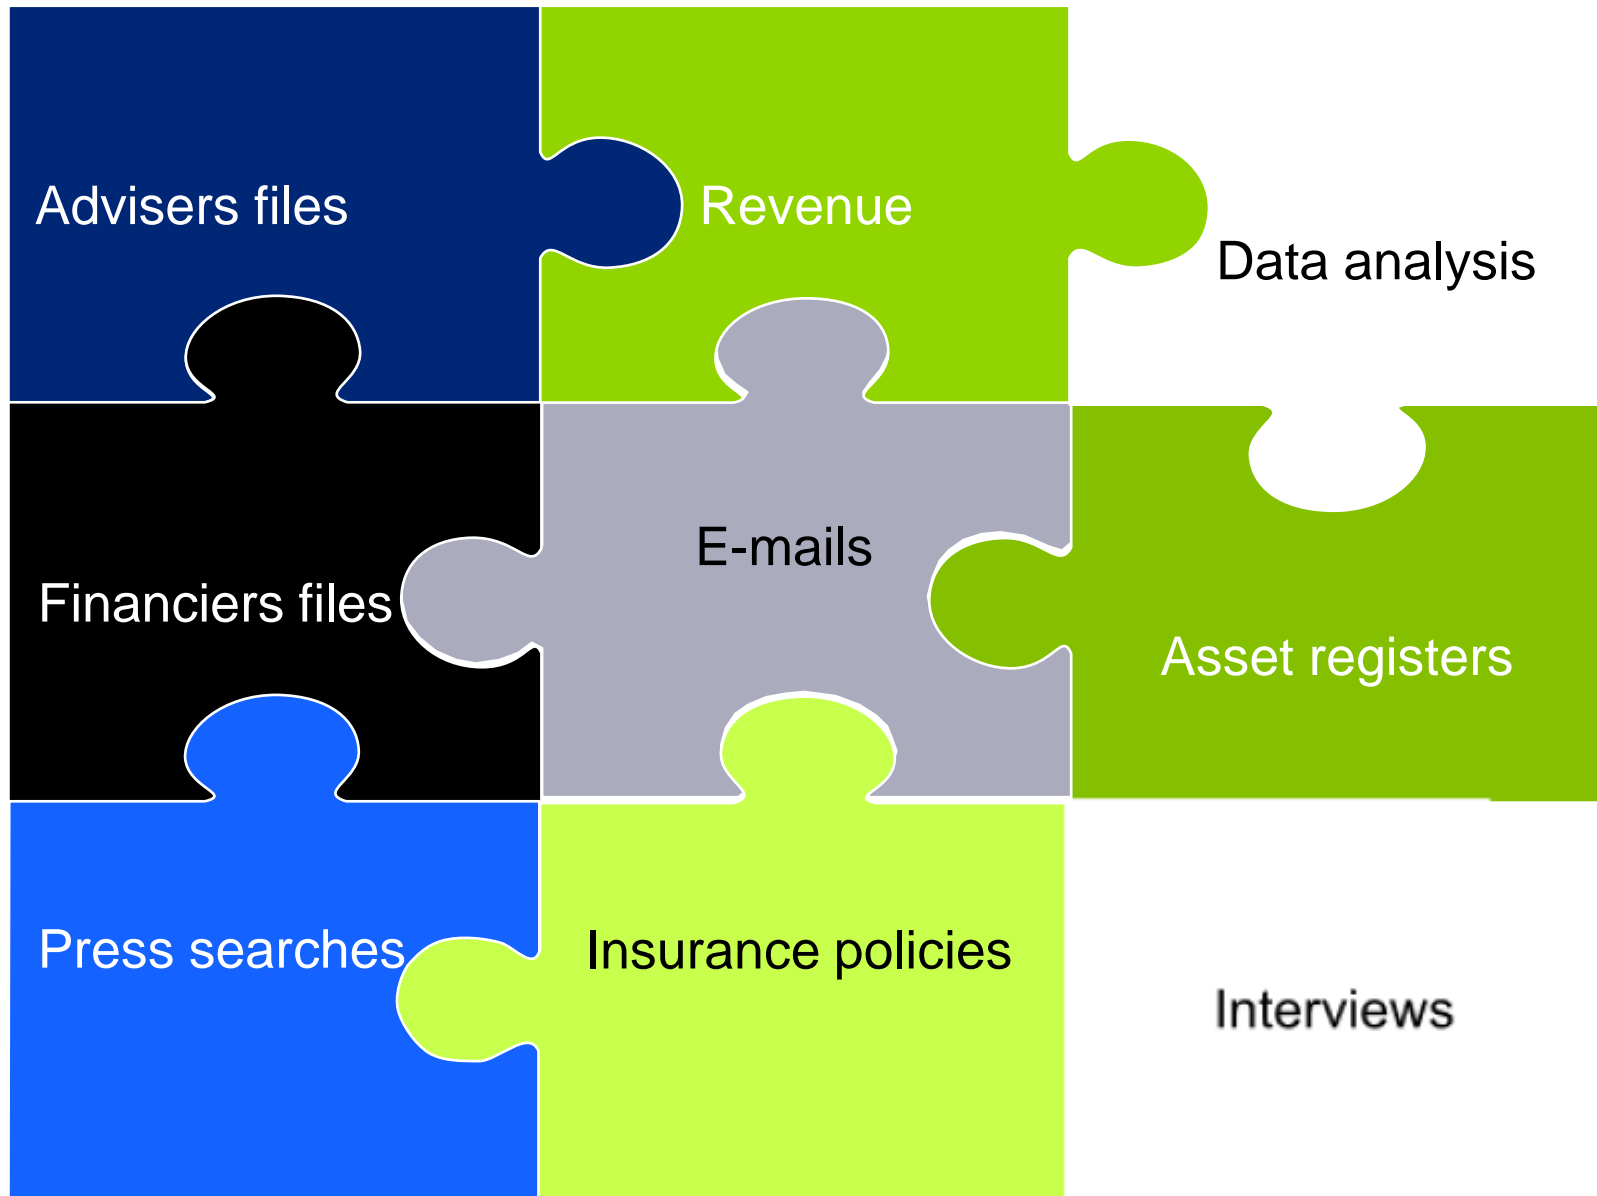 Advisers files
Revenue
Data analysis
Financiers files
E-mails
Asset registers
Press searches
Insurance policies
Interviews